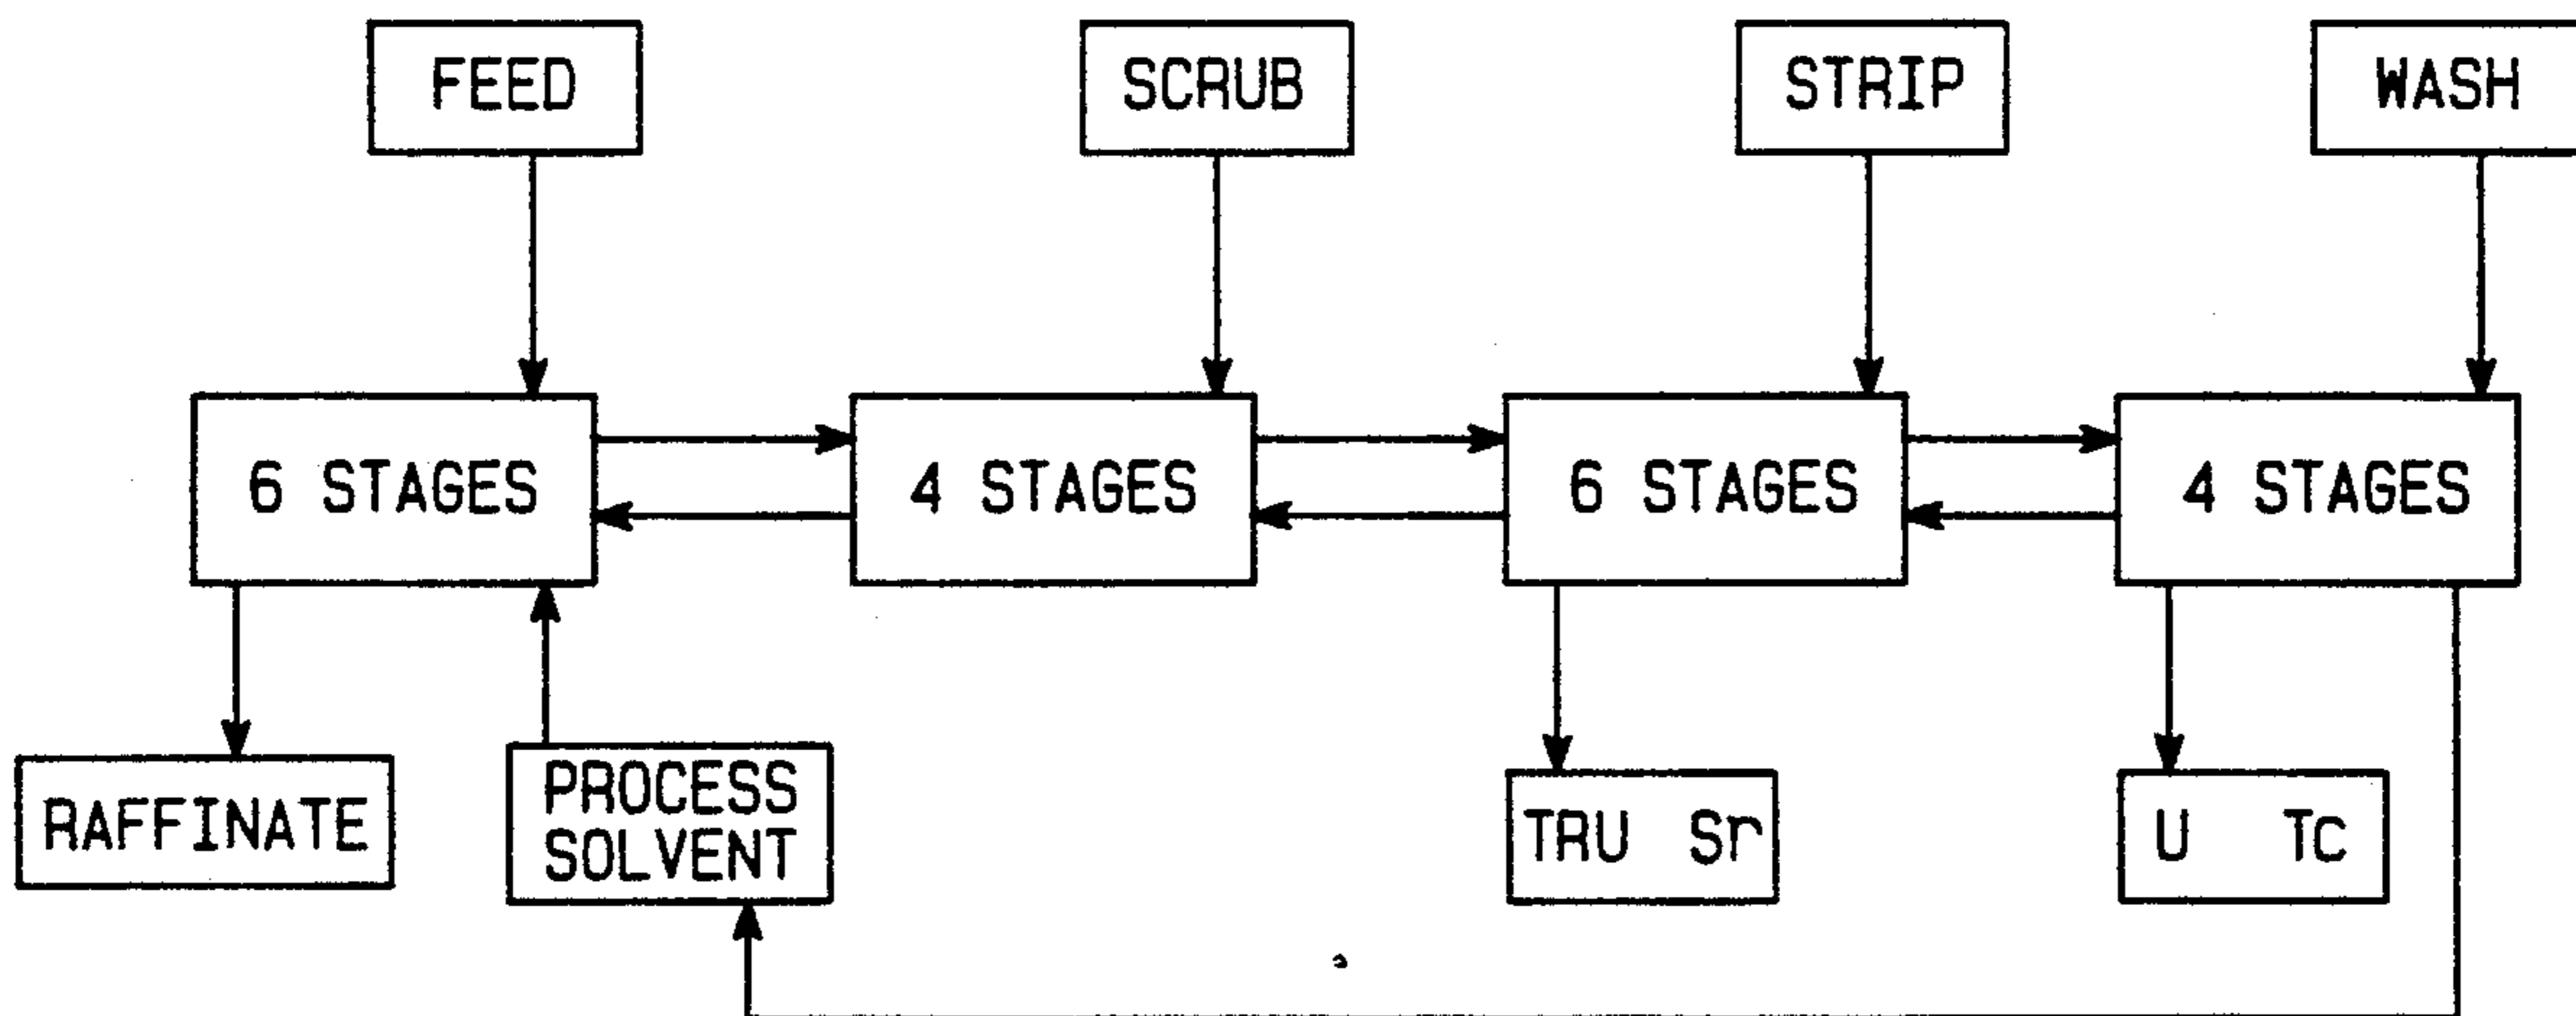 FEED
SCRUB
STRIP
WASH
6 STAGES
4 STAGES
6 STAGES
4 STAGES
RAFFINATE
PROCESS
SOLVENT
TRU Sr
U Tc